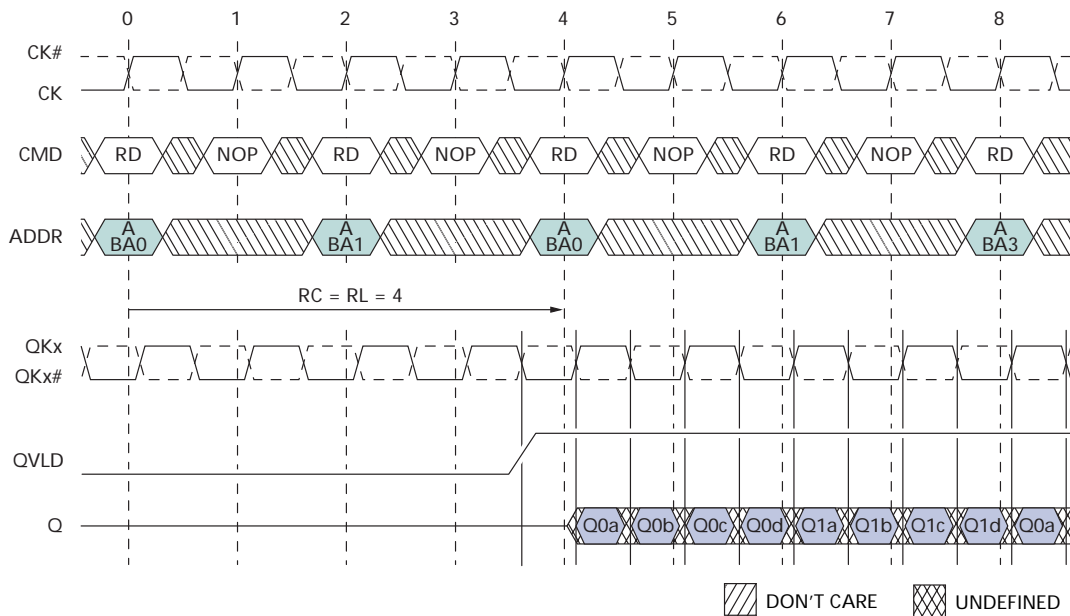 0 1 2 3 4 5 6 7 8
CK#
CK
CMD RD NOP RD NOP RD NOP RD NOP RD
ADDR A BA0 A BA1 A BA0 A BA1 A BA3
RC = RL = 4
QKx
QKx#
QVLD
Q Q0a Q0b Q0c Q0d Q1a Q1b Q1c Q1d Q0a
DON'T CARE UNDEFINED